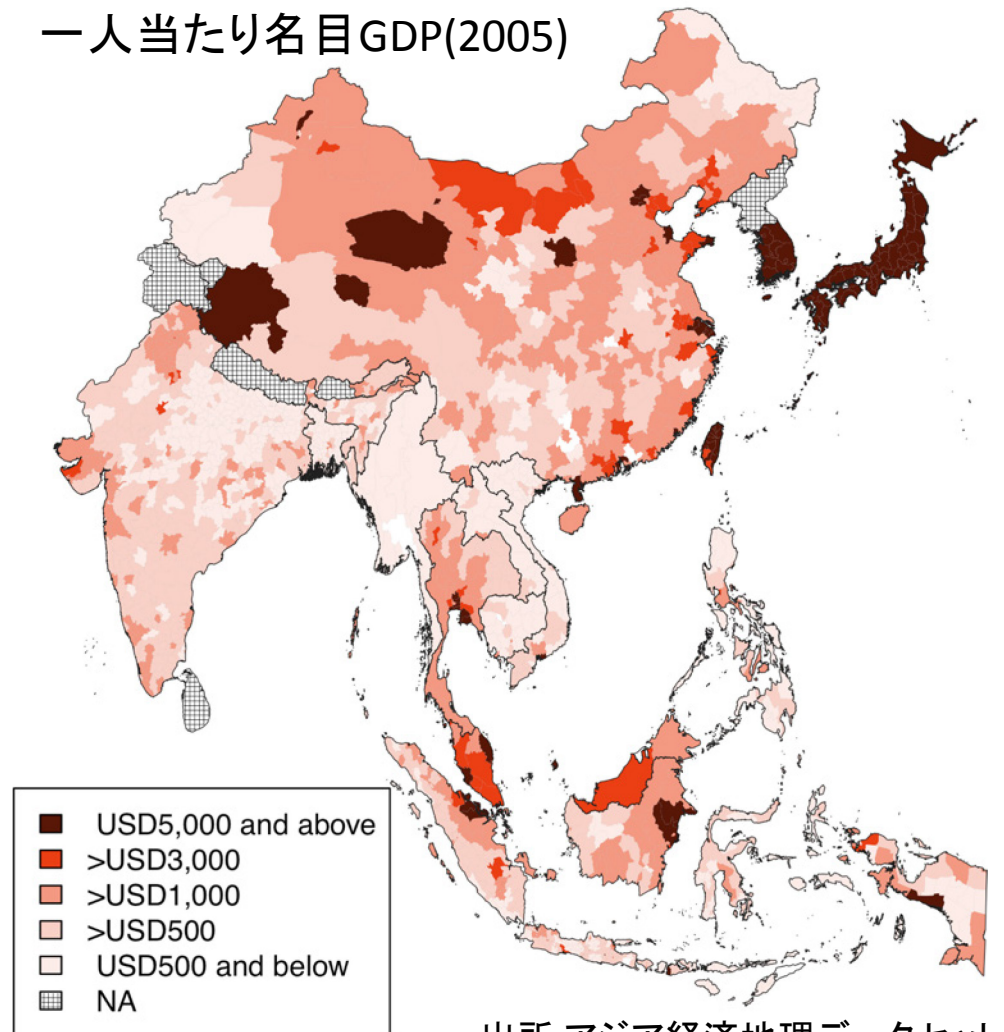 一人当たり名目GDP(2005)
USD5,000 and above
>USD3,000
>USD1,000
>USD500
USD500 and below
NA